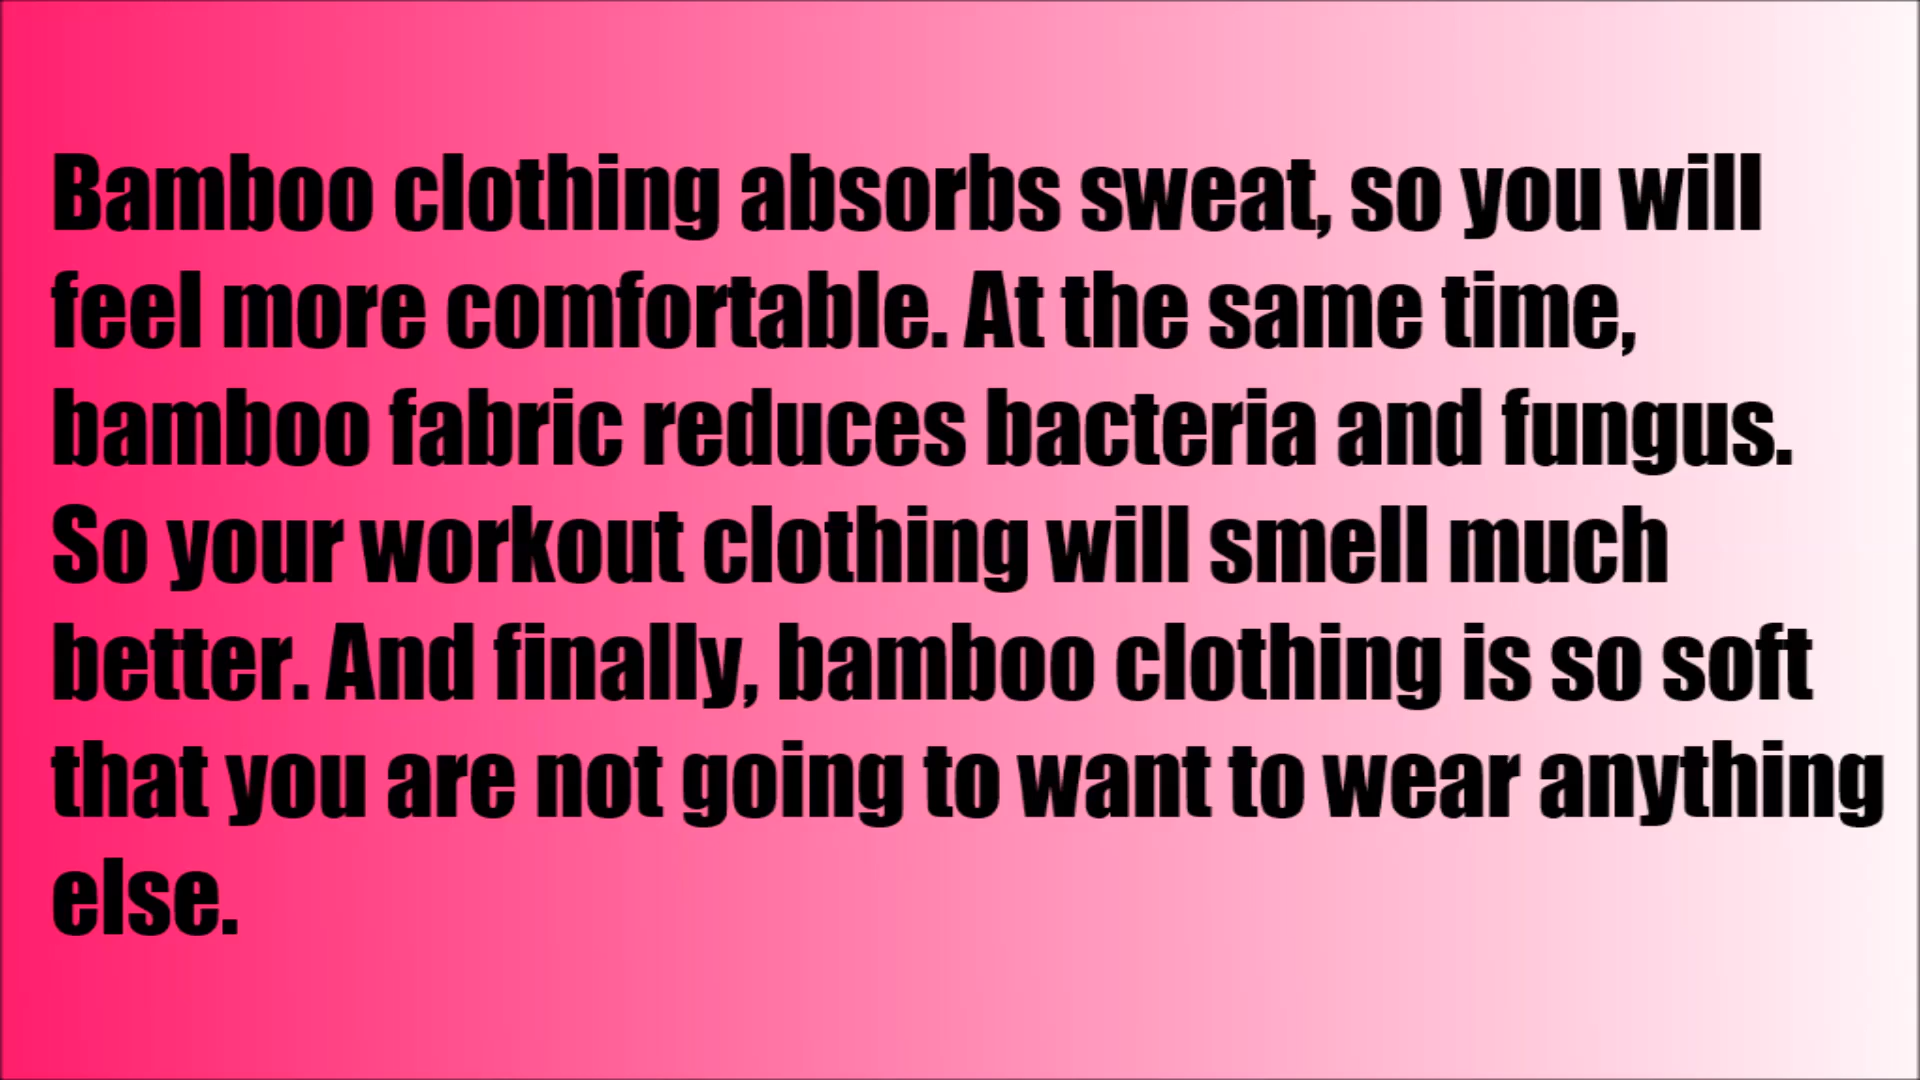 Bamboo clothing absorbs sweat, so you will
feel more comfortable. At the same time,
bamboo fabric reduces bacteria and fungus.
So your workout clothing will smell much
better. And finally, bamboo clothing is so soft
that you are not going to want to wear anything
else.